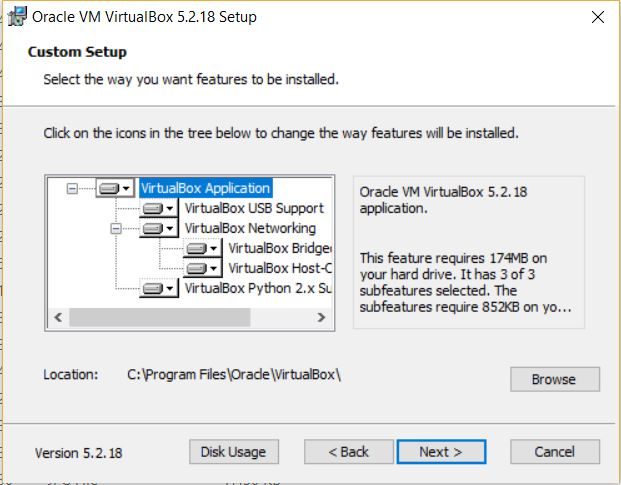 Oracle VM VirtualBox 5.2.18 Setup
Custom Setup
Select the way you want features to be installed.
Click on the icons in the tree below to change the way features will be installed.
VirtualBox Application
VirtualBox USB Support
VirtualBox Networking
VirtualBox Bridge
VirtualBox Host-C
VirtualBox Python 2.x Su
Oracle VM VirtualBox 5.2.18
application.
This feature requires 174MB on
your hard drive. It has 3 of 3
subfeatures selected. The
subfeatures require 852KB on yo...
Location: C:\Program Files\Oracle\VirtualBox\
Browse
Version 5.2.18
Disk Usage
< Back
Next >
Cancel